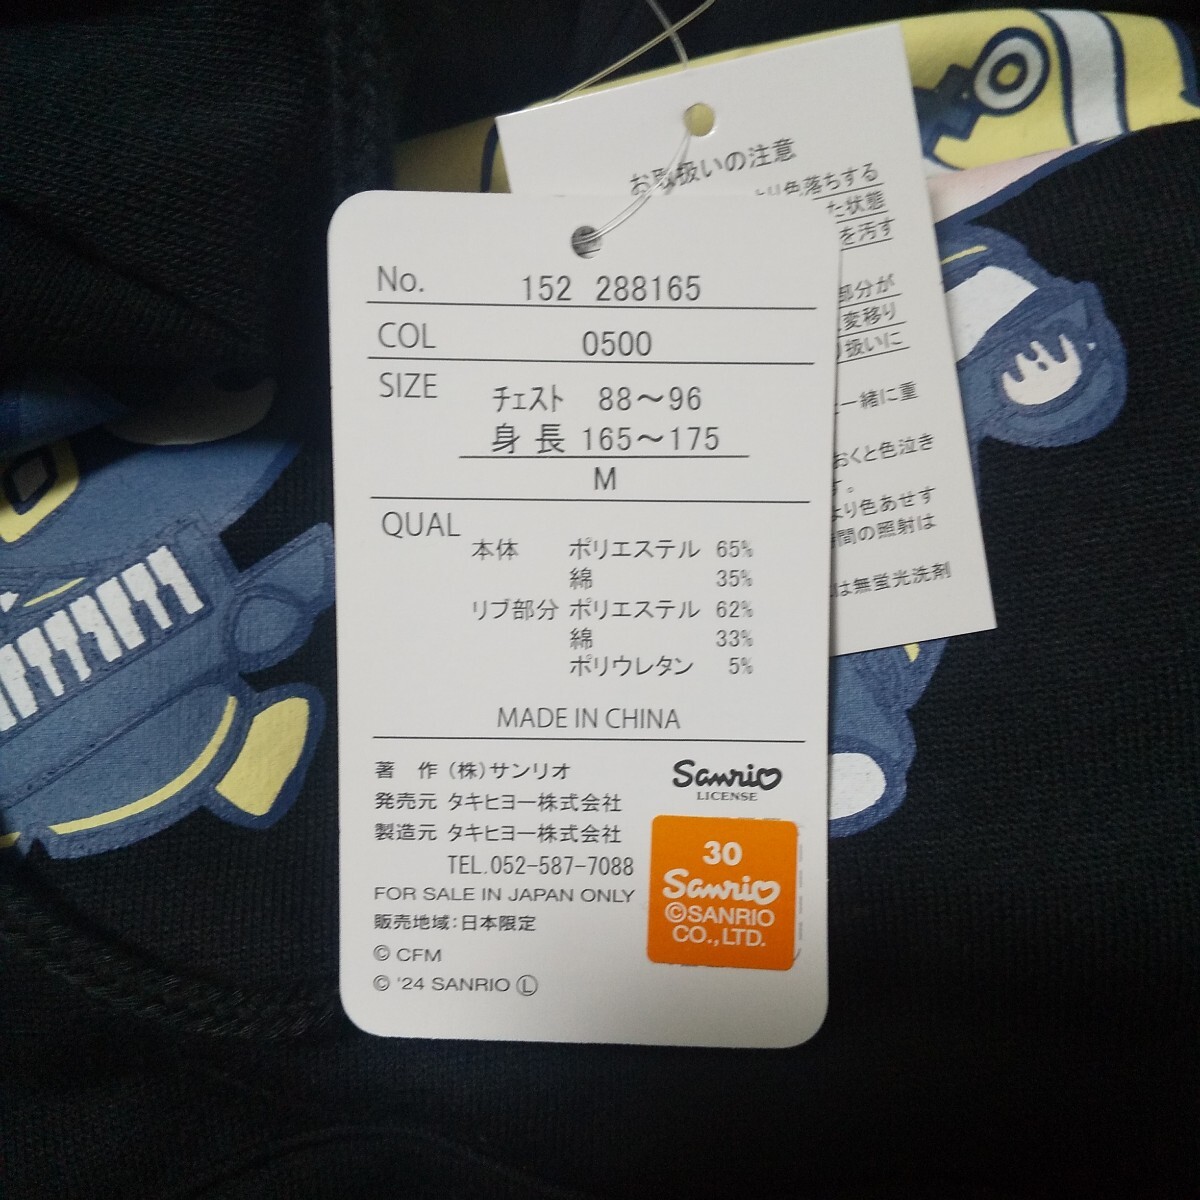 お取扱いの注意
より色落ちする
た状態
を汚す
部分が
変移り
扱いに
一緒に重
おくと色泣き
す。
より色あせす
間の照射は
は無蛍光洗剤
No. 152 288165
COL 0500
SIZE チェスト 88～96
身長 165～175
M
QUAL
本体 ポリエステル 65%
綿 35%
リブ部分 ポリエステル 62%
綿 33%
ポリウレタン 5%
MADE IN CHINA
著 作 (株)サンリオ
発売元 タキヒヨー株式会社
製造元 タキヒヨー株式会社
TEL.052-587-7088
FOR SALE IN JAPAN ONLY
販売地域:日本限定
© CFM
© '24 SANRIO Ⓛ
Sanrio
LICENSE
30
Sanrio
©SANRIO
CO.,LTD.